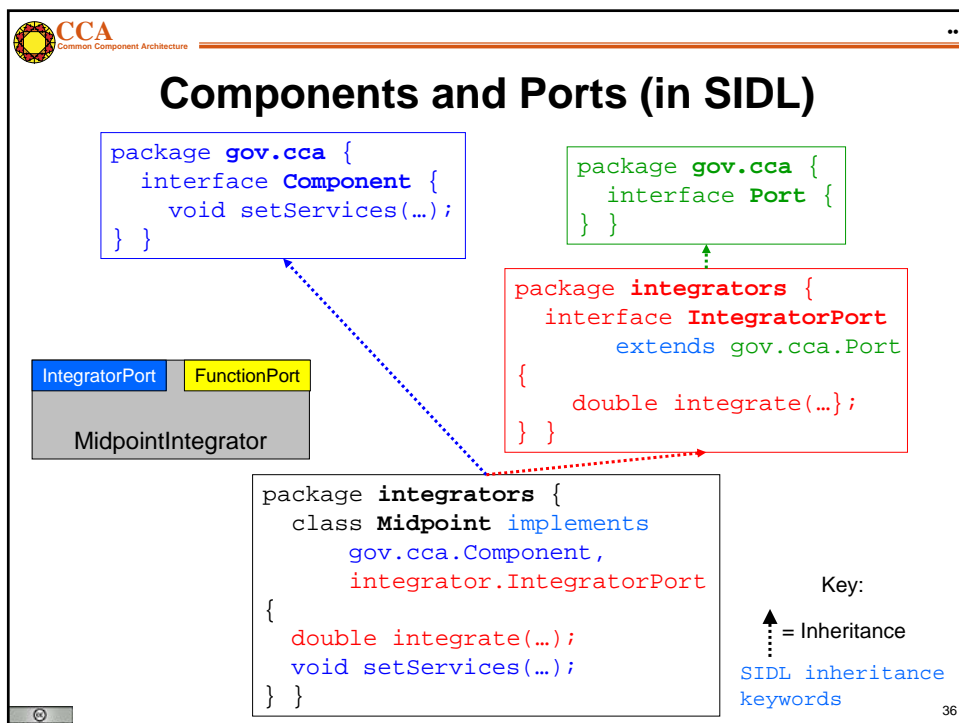 CCA
Common Component Architecture
Components and Ports (in SIDL)
package gov.cca {
interface Component {
void setServices(…);
} }
package gov.cca {
interface Port {
} }
package integrators {
interface IntegratorPort
extends gov.cca.Port
{
double integrate(…};
} }
IntegratorPort
FunctionPort
MidpointIntegrator
package integrators {
class Midpoint implements
gov.cca.Component,
integrator.IntegratorPort
{
double integrate(…);
void setServices(…);
} }
Key:
= Inheritance
SIDL inheritance
keywords
cc
36